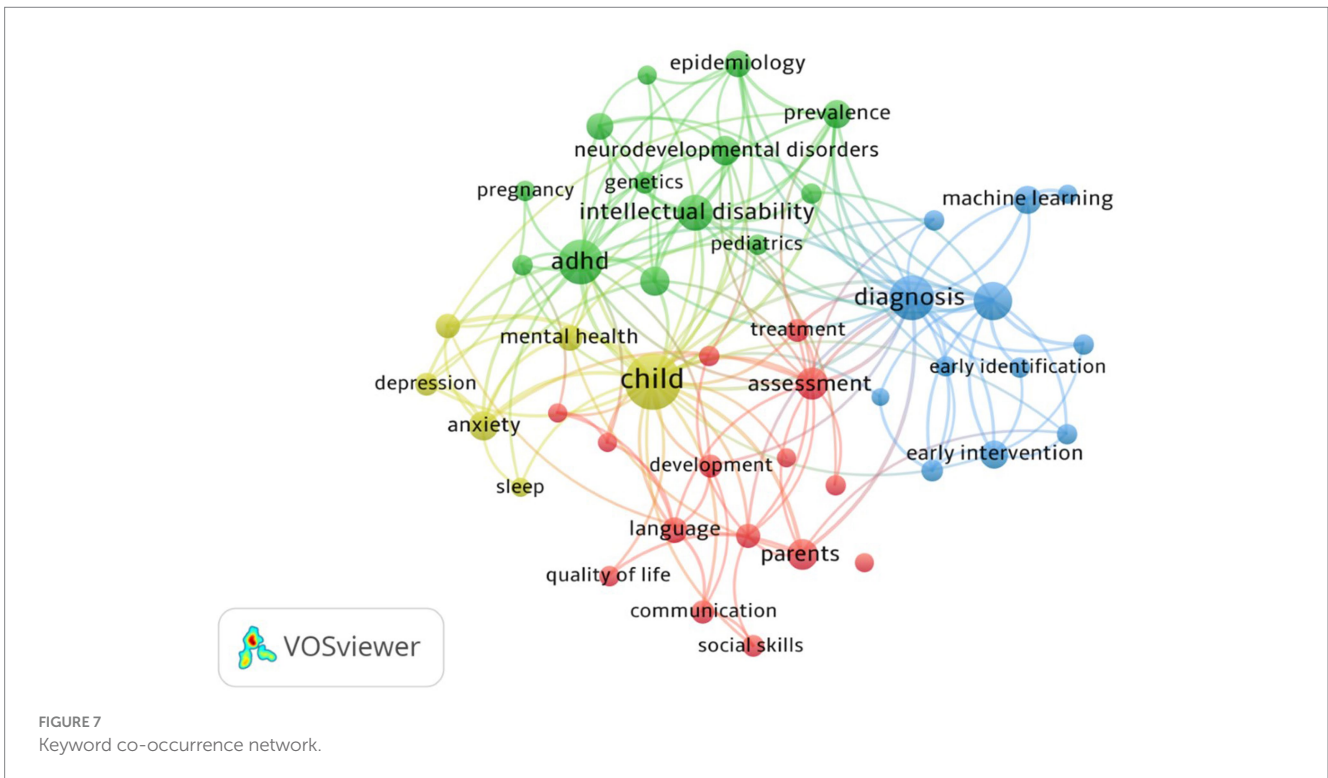 epidemiology
prevalence
neurodevelopmental disorders
genetics
pregnancy
machine learning
intellectual disability
pediatrics
adhd
diagnosis
treatment
mental health
early identification
child
assessment
depression
anxiety
early intervention
development
sleep
language
parents
quality of life
communication
social skills
VOSviewer
FIGURE 7
Keyword co-occurrence network.